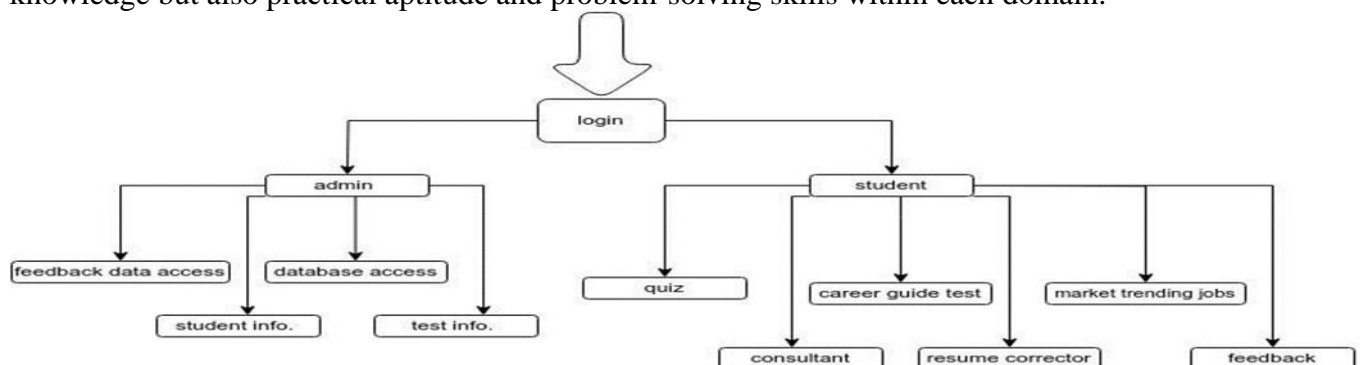 knowledge but also practical aptitude and problem-solving skills within each domain.
login
admin
student
feedback data access
database access
quiz
career guide test
market trending jobs
student info.
test info.
consultant
resume corrector
feedback